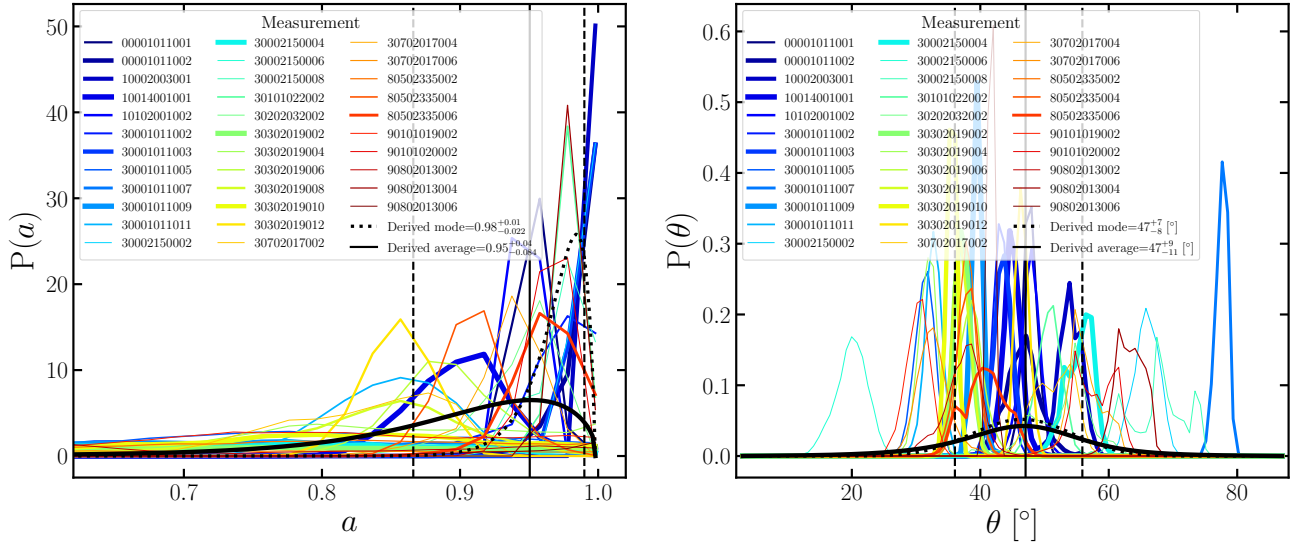 Measurement
00001011001 30002150004 30702017004
00001011002 30002150006 30702017006
10002003001 30002150008 80502335002
10014001001 30101022002 80502335004
10102001002 30202032002 80502335006
30001011002 30302019002 90101019002
30001011003 30302019004 90101020002
30001011005 30302019006 90802013002
30001011007 30302019008 90802013004
30001011009 30302019010 90802013006
30001011011 30302019012 Derived mode=0.98+0.01−0.022
30002150002 30702017002 Derived average=0.95+0.04−0.084
50
40
30
20
10
0
P(a)
0.7 0.8 0.9 1.0
a
Measurement
00001011001 30002150004 30702017004
00001011002 30002150006 30702017006
10002003001 30002150008 80502335002
10014001001 30101022002 80502335004
10102001002 30202032002 80502335006
30001011002 30302019002 90101019002
30001011003 30302019004 90101020002
30001011005 30302019006 90802013002
30001011007 30302019008 90802013004
30001011009 30302019010 90802013006
30001011011 30302019012 Derived mode=47+7−8 [°]
30002150002 30702017002 Derived average=47+9−11 [°]
0.6
0.5
0.4
0.3
0.2
0.1
0.0
P(θ)
20 40 60 80
θ [°]